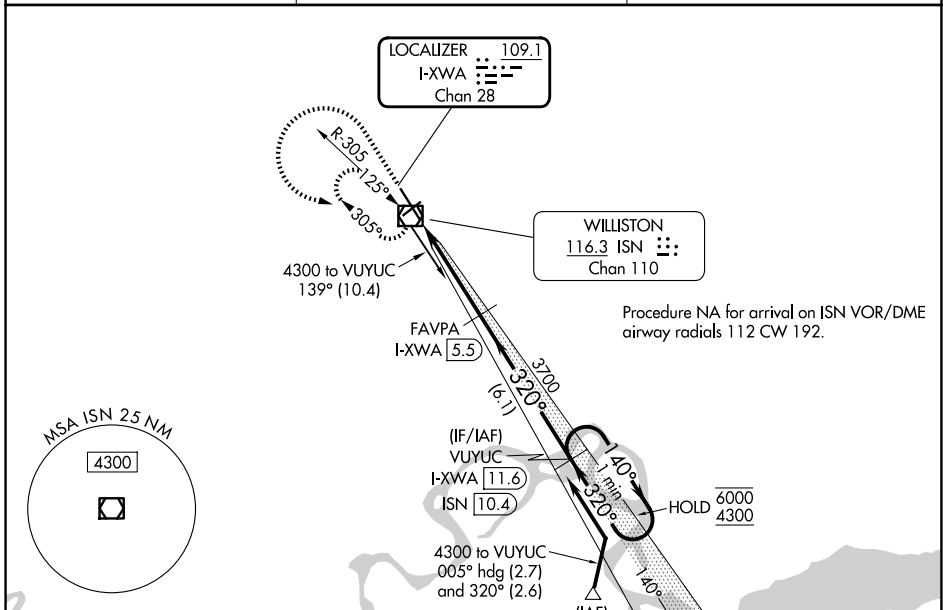 LOCALIZER 109.1
I-XWA
Chan 28
R-305
125°
305°
WILLISTON
116.3 ISN
Chan 110
4300 to VUYUC
139° (10.4)
Procedure NA for arrival on ISN VOR/DME
airway radials 112 CW 192.
FAVPA
I-XWA 5.5
3700
320°
(6.1)
MSA ISN 25 NM
4300
(IF/IAF)
VUYUC
I-XWA 11.6
ISN 10.4
140°
1 min
320°
HOLD 6000
4300
4300 to VUYUC
005° hdg (2.7)
and 320° (2.6)
140°
(IAF)